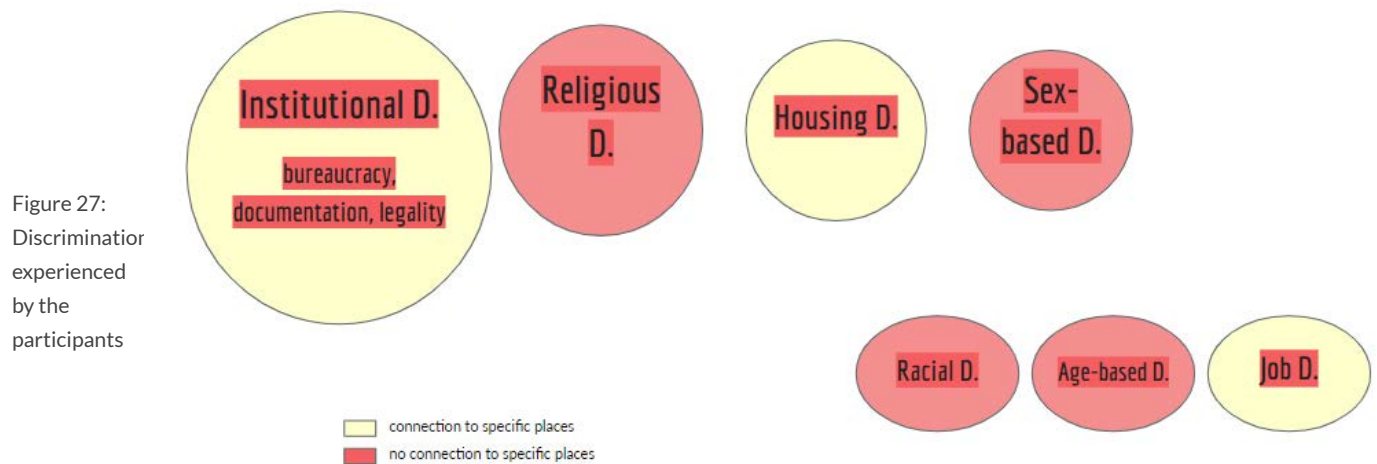 Institutional D.
bureaucracy,
documentation, legality
Religious
D.
Housing D.
Sex-
based D.
Figure 27:
Discrimination
experienced
by the
participants
Racial D.
Age-based D.
Job D.
connection to specific places
no connection to specific places